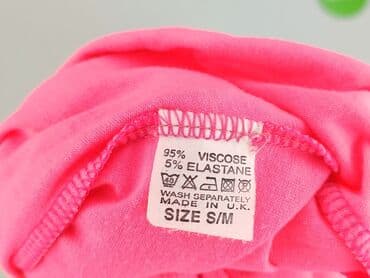 95% VISCOSE
5% ELASTANE
WASH SEPARATELY
MADE IN U.K.
SIZE S/M